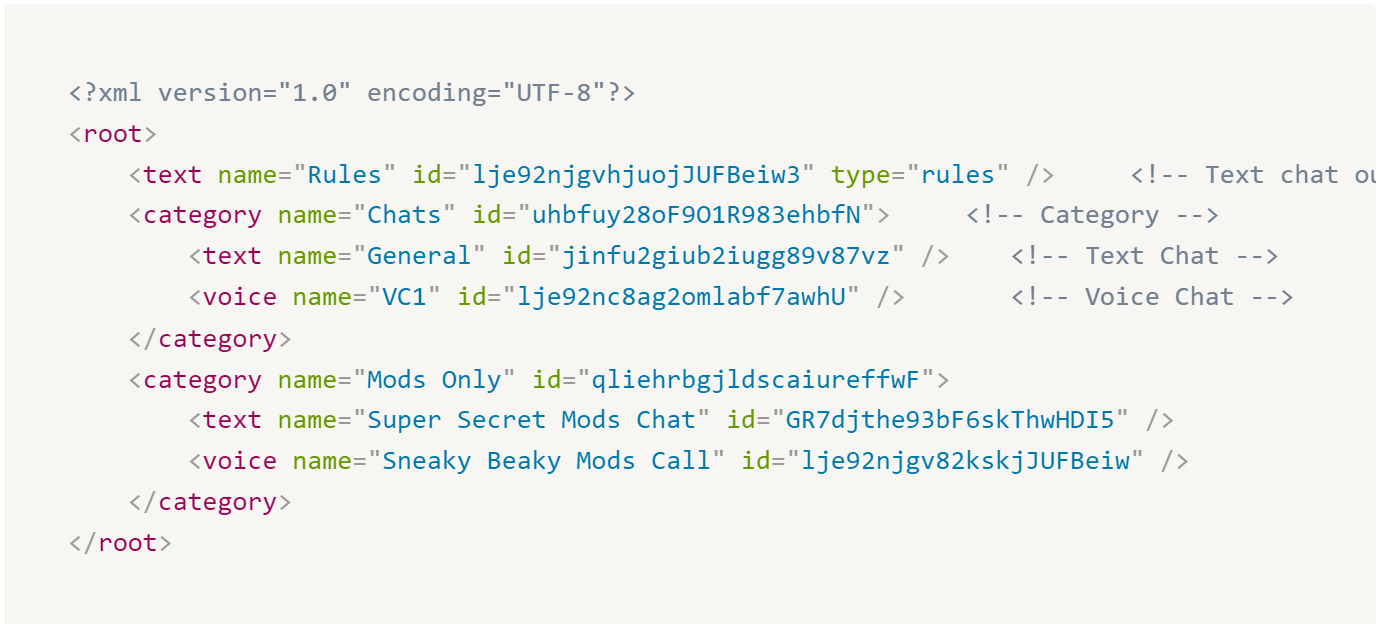 <?xml version="1.0" encoding="UTF-8"?>
<root>
    <text name="Rules" id="lje92njgvhjuojJUFBeiw3" type="rules" />     <!-- Text chat
    <category name="Chats" id="uhbfuy28oF9O1R983ehbfN">     <!-- Category -->
        <text name="General" id="jinfu2giub2iugg89v87vz" />    <!-- Text Chat -->
        <voice name="VC1" id="lje92nc8ag2omlabf7awhU" />       <!-- Voice Chat -->
    </category>
    <category name="Mods Only" id="qliehrbgjldscaiureffwF">
        <text name="Super Secret Mods Chat" id="GR7djthe93bF6skThwHDI5" />
        <voice name="Sneaky Beaky Mods Call" id="lje92njgv82kskjJUFBeiw" />
    </category>
</root>